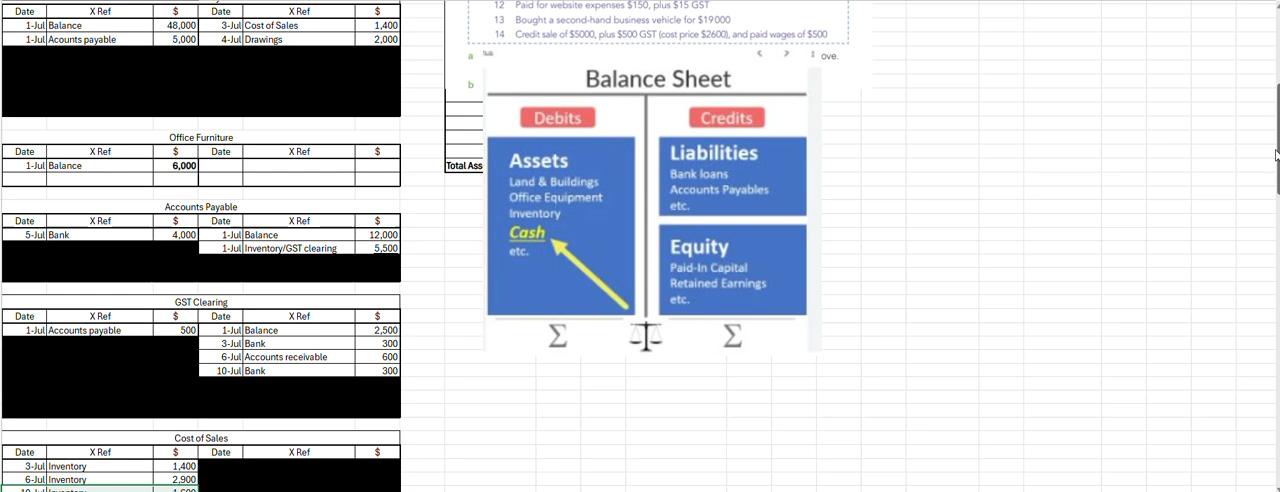 Date X Ref $ Date X Ref $
1-Jul Balance 48,000 3-Jul Cost of Sales 1,400
1-Jul Acounts payable 5,000 4-Jul Drawings 2,000
Office Furniture
Date X Ref $ Date X Ref $
1-Jul Balance 6,000
Accounts Payable
Date X Ref $ Date X Ref $
5-Jul Bank 4,000 1-Jul Balance 12,000
1-Jul Inventory/GST clearing 5,500
GST Clearing
Date X Ref $ Date X Ref $
1-Jul Accounts payable 500 1-Jul Balance 2,500
3-Jul Bank 300
6-Jul Accounts receivable 600
10-Jul Bank 300
Cost of Sales
Date X Ref $ Date X Ref $
3-Jul Inventory 1,400
6-Jul Inventory 2,900
12 Paid for website expenses $150, plus $15 GST
13 Bought a second-hand business vehicle for $19000
14 Credit sale of $5000, plus $500 GST (cost price $2600), and paid wages of $500
a ove.
b
Total Ass
Balance Sheet
Debits Credits
Assets
Land & Buildings
Office Equipment
Inventory
Cash
etc.
Liabilities
Bank loans
Accounts Payables
etc.
Equity
Paid-In Capital
Retained Earnings
etc.
Σ Σ